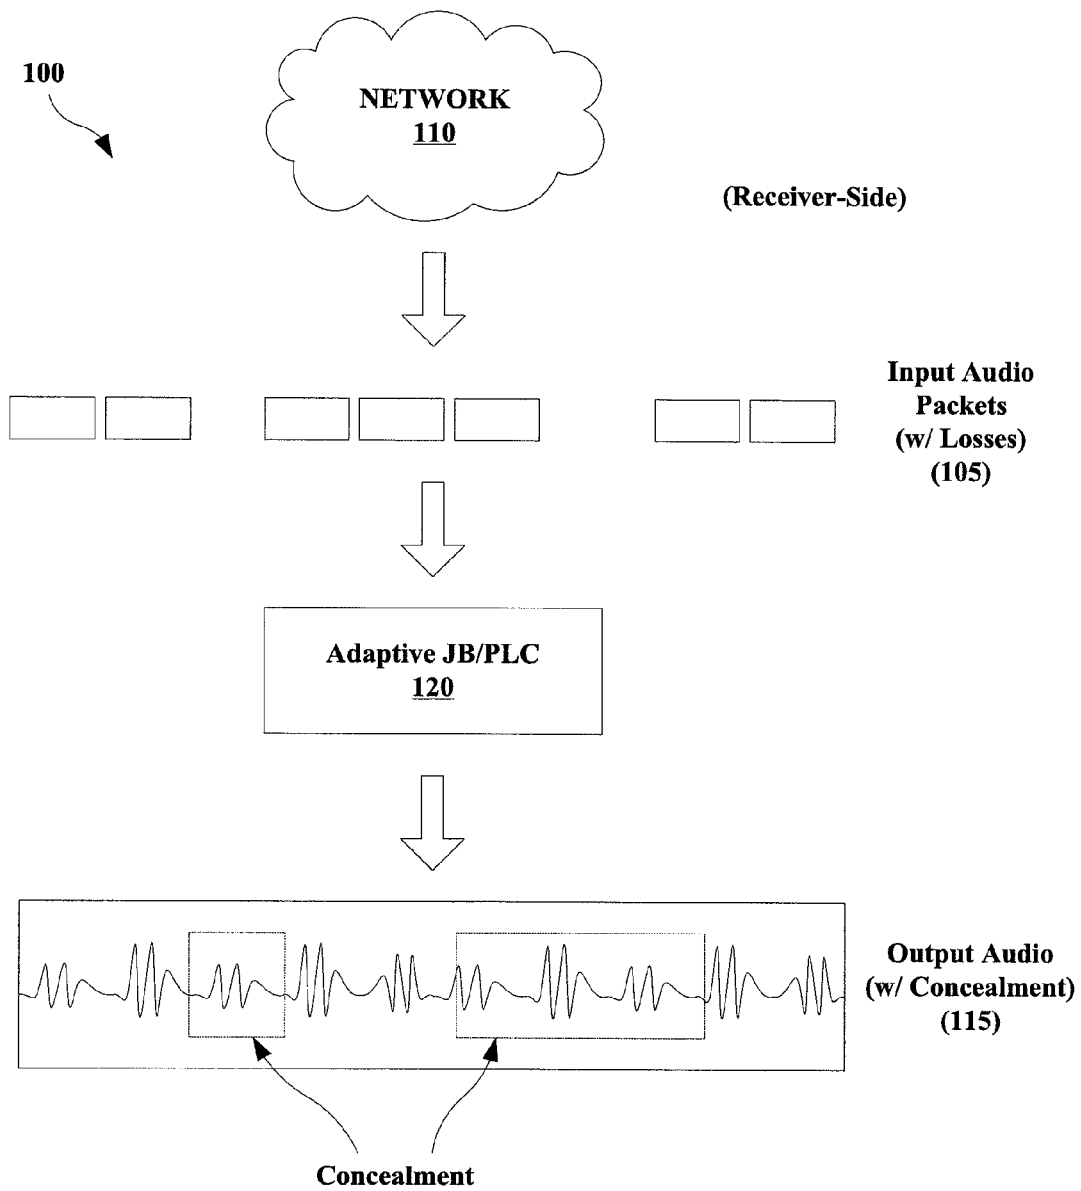 100
NETWORK
110
(Receiver-Side)
Input Audio
Packets
(w/ Losses)
(105)
Adaptive JB/PLC
120
Output Audio
(w/ Concealment)
(115)
Concealment